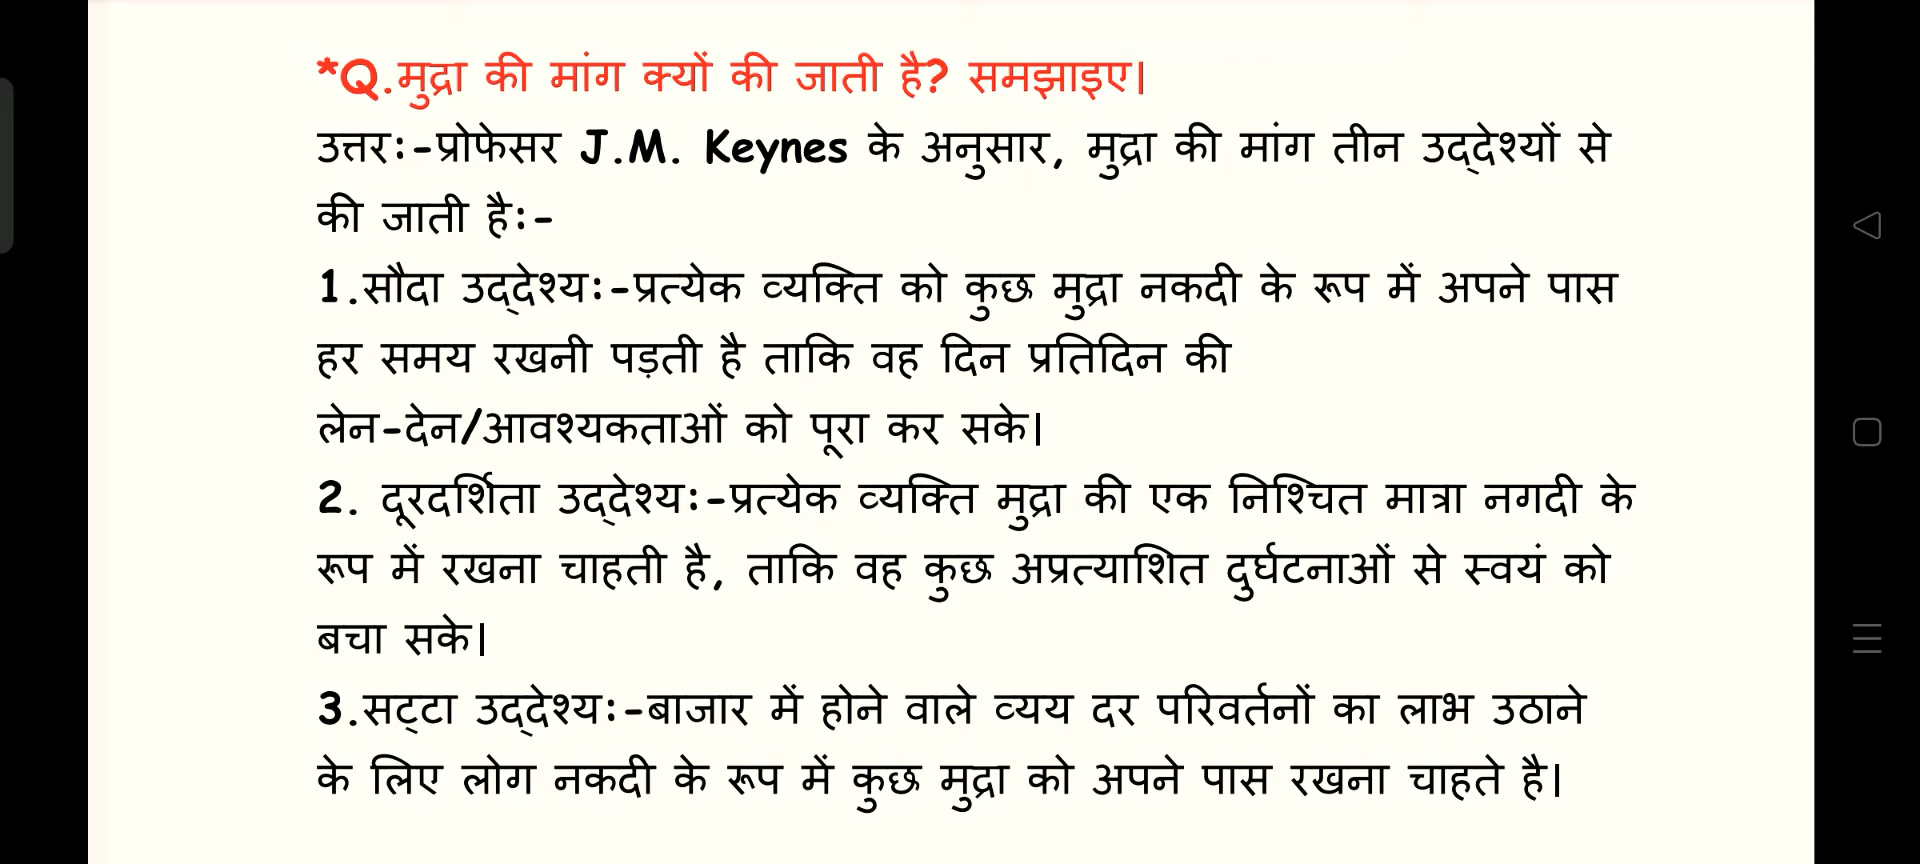 *Q.मुद्रा की मांग क्यों की जाती है? समझाइए।
उत्तर:-प्रोफेसर J.M. Keynes के अनुसार, मुद्रा की मांग तीन उद्देश्यों से
की जाती है:-
1.सौदा उद्देश्य:-प्रत्येक व्यक्ति को कुछ मुद्रा नकदी के रूप में अपने पास
हर समय रखनी पड़ती है ताकि वह दिन प्रतिदिन की
लेन-देन/आवश्यकताओं को पूरा कर सके।
2. दूरदर्शिता उद्देश्य:-प्रत्येक व्यक्ति मुद्रा की एक निश्चित मात्रा नगदी के
रूप में रखना चाहती है, ताकि वह कुछ अप्रत्याशित दुर्घटनाओं से स्वयं को
बचा सके।
3.सट्टा उद्देश्य:-बाजार में होने वाले व्यय दर परिवर्तनों का लाभ उठाने
के लिए लोग नकदी के रूप में कुछ मुद्रा को अपने पास रखना चाहते है।